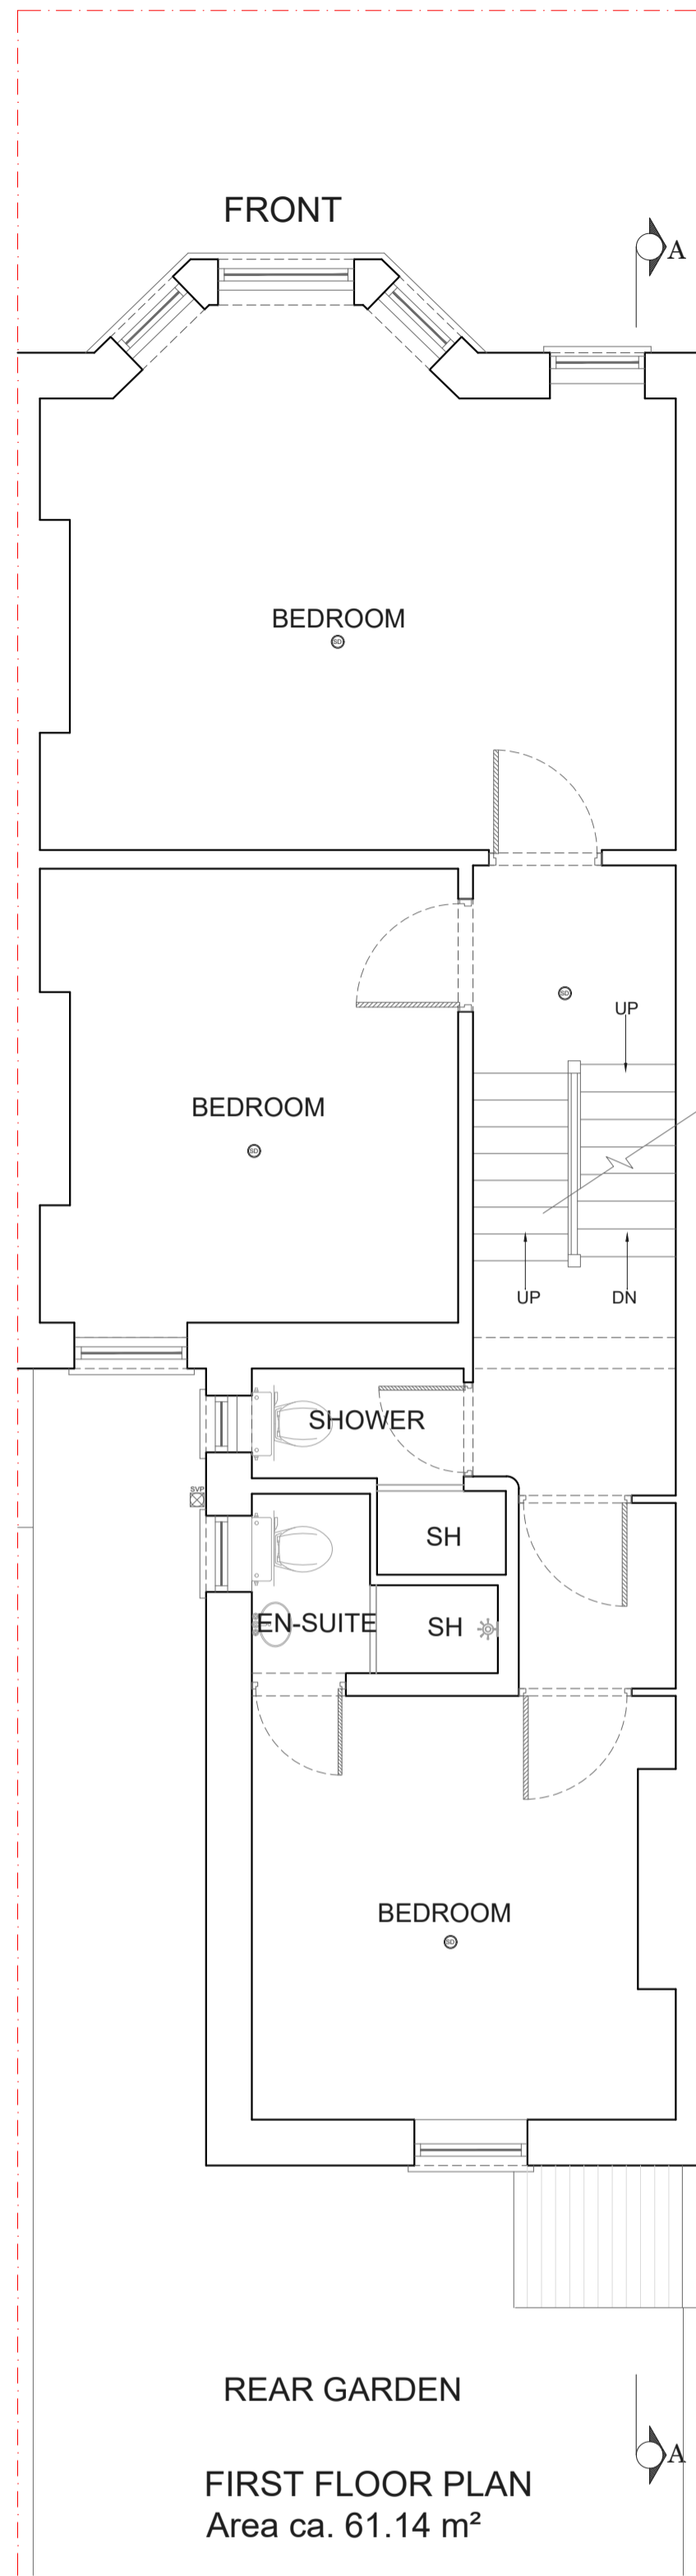 FRONT
A
BEDROOM
SD
SD
UP
BEDROOM
SD
UP
DN
SHOWER
SVP
SH
EN-SUITE
SH
BEDROOM
SD
REAR GARDEN
A
FIRST FLOOR PLAN
Area ca. 61.14 m²